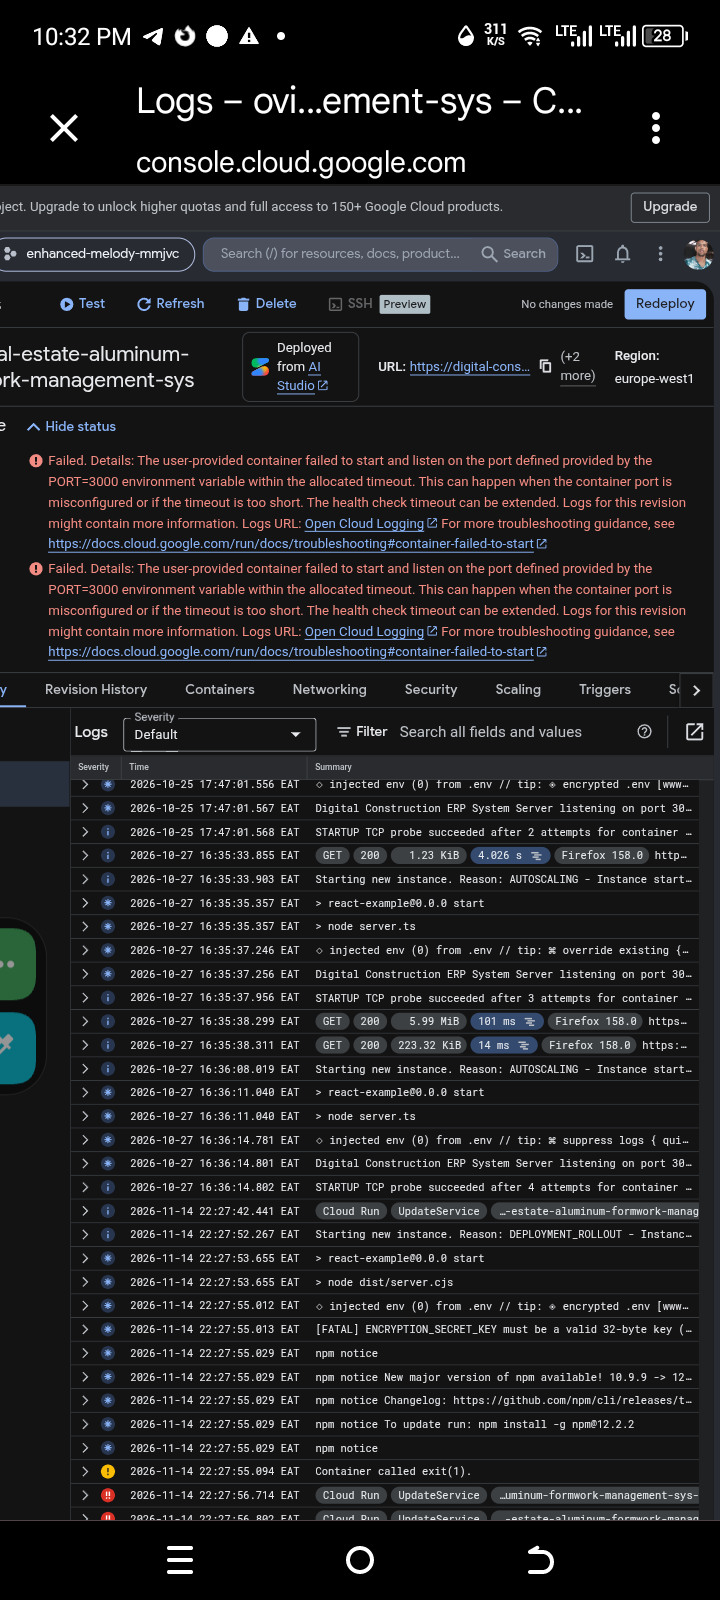 10:32 PM
311 K/S LTE LTE 28
Logs – ovi...ement-sys – C...
console.cloud.google.com
ject. Upgrade to unlock higher quotas and full access to 150+ Google Cloud products.
Upgrade
enhanced-melody-mmjvc
Search (/) for resources, docs, product... Search
Test Refresh Delete SSH Preview No changes made Redeploy
al-estate-aluminum-
rk-management-sys
Deployed
from AI
Studio
URL: https://digital-cons...
(+2
more)
Region:
europe-west1
e Hide status
Failed. Details: The user-provided container failed to start and listen on the port defined provided by the
PORT=3000 environment variable within the allocated timeout. This can happen when the container port is
misconfigured or if the timeout is too short. The health check timeout can be extended. Logs for this revision
might contain more information. Logs URL: Open Cloud Logging For more troubleshooting guidance, see
https://docs.cloud.google.com/run/docs/troubleshooting#container-failed-to-start
Failed. Details: The user-provided container failed to start and listen on the port defined provided by the
PORT=3000 environment variable within the allocated timeout. This can happen when the container port is
misconfigured or if the timeout is too short. The health check timeout can be extended. Logs for this revision
might contain more information. Logs URL: Open Cloud Logging For more troubleshooting guidance, see
https://docs.cloud.google.com/run/docs/troubleshooting#container-failed-to-start
y Revision History Containers Networking Security Scaling Triggers
Logs
Severity
Default
Filter Search all fields and values
Severity Time Summary
2026-10-25 17:47:01.556 EAT ◇ injected env (0) from .env // tip: ◈ encrypted .env [www…
2026-10-25 17:47:01.567 EAT Digital Construction ERP System Server listening on port 30…
2026-10-25 17:47:01.568 EAT STARTUP TCP probe succeeded after 2 attempts for container …
2026-10-27 16:35:33.855 EAT GET 200 1.23 KiB 4.026 s Firefox 158.0 http…
2026-10-27 16:35:33.903 EAT Starting new instance. Reason: AUTOSCALING - Instance start…
2026-10-27 16:35:35.357 EAT > react-example@0.0.0 start
2026-10-27 16:35:35.357 EAT > node server.ts
2026-10-27 16:35:37.246 EAT ◇ injected env (0) from .env // tip: ⌘ override existing {…
2026-10-27 16:35:37.256 EAT Digital Construction ERP System Server listening on port 30…
2026-10-27 16:35:37.956 EAT STARTUP TCP probe succeeded after 3 attempts for container …
2026-10-27 16:35:38.299 EAT GET 200 5.99 MiB 101 ms Firefox 158.0 https…
2026-10-27 16:35:38.311 EAT GET 200 223.32 KiB 14 ms Firefox 158.0 https:…
2026-10-27 16:36:08.019 EAT Starting new instance. Reason: AUTOSCALING - Instance start…
2026-10-27 16:36:11.040 EAT > react-example@0.0.0 start
2026-10-27 16:36:11.040 EAT > node server.ts
2026-10-27 16:36:14.781 EAT ◇ injected env (0) from .env // tip: ⌘ suppress logs { qui…
2026-10-27 16:36:14.801 EAT Digital Construction ERP System Server listening on port 30…
2026-10-27 16:36:14.802 EAT STARTUP TCP probe succeeded after 4 attempts for container …
2026-11-14 22:27:42.441 EAT Cloud Run UpdateService …-estate-aluminum-formwork-manag
2026-11-14 22:27:52.267 EAT Starting new instance. Reason: DEPLOYMENT_ROLLOUT - Instanc…
2026-11-14 22:27:53.655 EAT > react-example@0.0.0 start
2026-11-14 22:27:53.655 EAT > node dist/server.cjs
2026-11-14 22:27:55.012 EAT ◇ injected env (0) from .env // tip: ◈ encrypted .env [www…
2026-11-14 22:27:55.013 EAT [FATAL] ENCRYPTION_SECRET_KEY must be a valid 32-byte key (…
2026-11-14 22:27:55.029 EAT npm notice
2026-11-14 22:27:55.029 EAT npm notice New major version of npm available! 10.9.9 -> 12…
2026-11-14 22:27:55.029 EAT npm notice Changelog: https://github.com/npm/cli/releases/t…
2026-11-14 22:27:55.029 EAT npm notice To update run: npm install -g npm@12.2.2
2026-11-14 22:27:55.029 EAT npm notice
2026-11-14 22:27:55.094 EAT Container called exit(1).
2026-11-14 22:27:56.714 EAT Cloud Run UpdateService …uminum-formwork-management-sys-
2026-11-14 22:27:56.802 EAT Cloud Run UpdateService …-estate-aluminum-formwork-manag